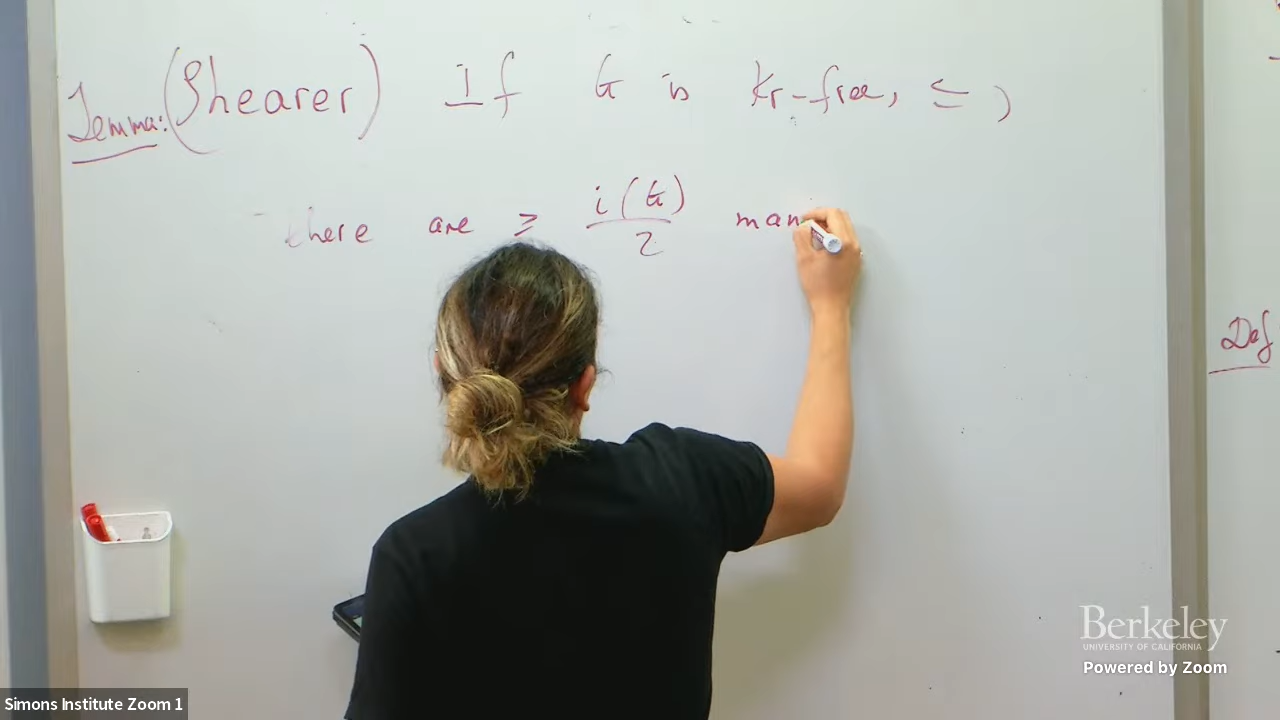 Lemma: (Shearer) If G is Kr-free,
there are ≥ i(G)/2 man
Def
Berkeley
UNIVERSITY OF CALIFORNIA
Powered by Zoom
Simons Institute Zoom 1